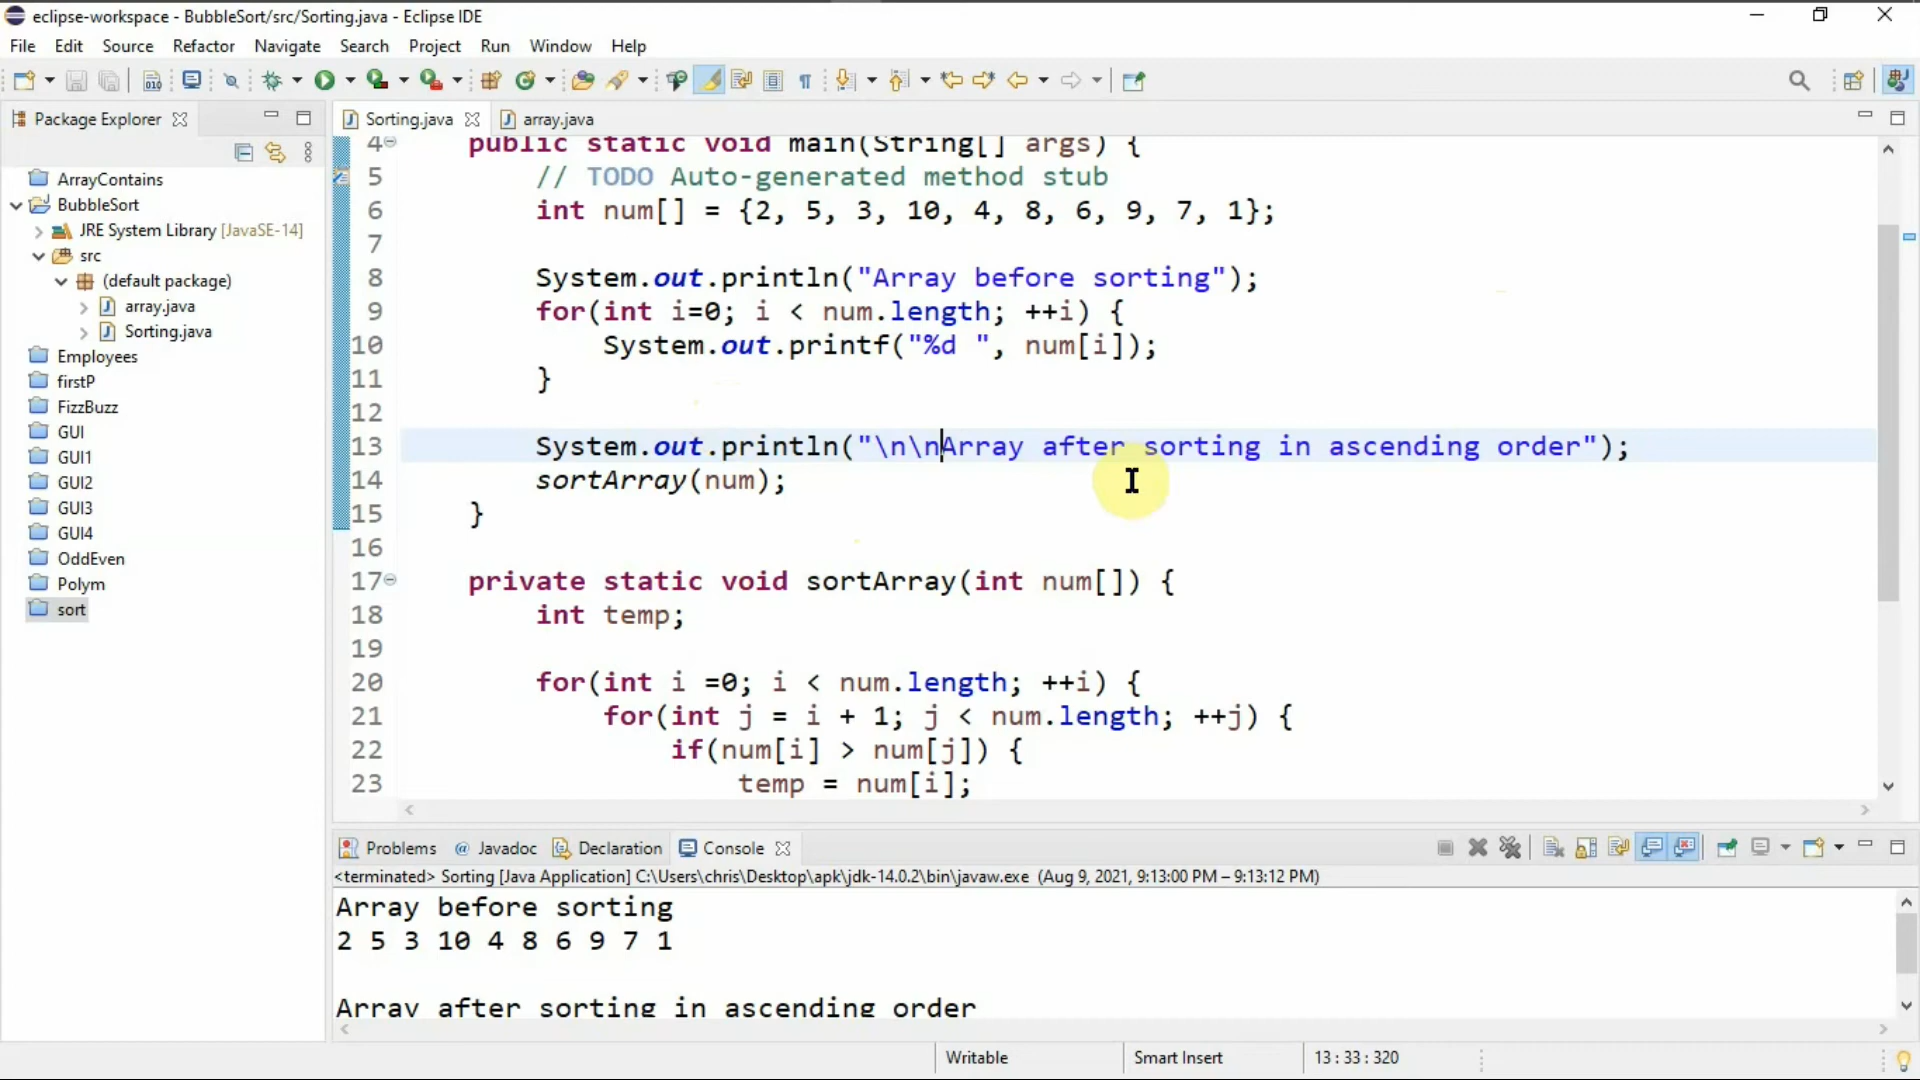 eclipse-workspace - BubbleSort/src/Sorting.java - Eclipse IDE
File Edit Source Refactor Navigate Search Project Run Window Help
Package Explorer
ArrayContains
BubbleSort
JRE System Library [JavaSE-14]
src
(default package)
array.java
Sorting.java
Employees
firstP
FizzBuzz
GUI
GUI1
GUI2
GUI3
GUI4
OddEven
Polym
sort
Sorting.java array.java
4 public static void main(String[] args) {
5 // TODO Auto-generated method stub
6 int num[] = {2, 5, 3, 10, 4, 8, 6, 9, 7, 1};
7
8 System.out.println("Array before sorting");
9 for(int i=0; i < num.length; ++i) {
10 System.out.printf("%d ", num[i]);
11 }
12
13 System.out.println("\n\nArray after sorting in ascending order");
14 sortArray(num);
15 }
16
17 private static void sortArray(int num[]) {
18 int temp;
19
20 for(int i =0; i < num.length; ++i) {
21 for(int j = i + 1; j < num.length; ++j) {
22 if(num[i] > num[j]) {
23 temp = num[i];
Problems @ Javadoc Declaration Console
<terminated> Sorting [Java Application] C:\Users\chris\Desktop\apk\jdk-14.0.2\bin\javaw.exe (Aug 9, 2021, 9:13:00 PM – 9:13:12 PM)
Array before sorting
2 5 3 10 4 8 6 9 7 1
Array after sorting in ascending order
Writable Smart Insert 13 : 33 : 320